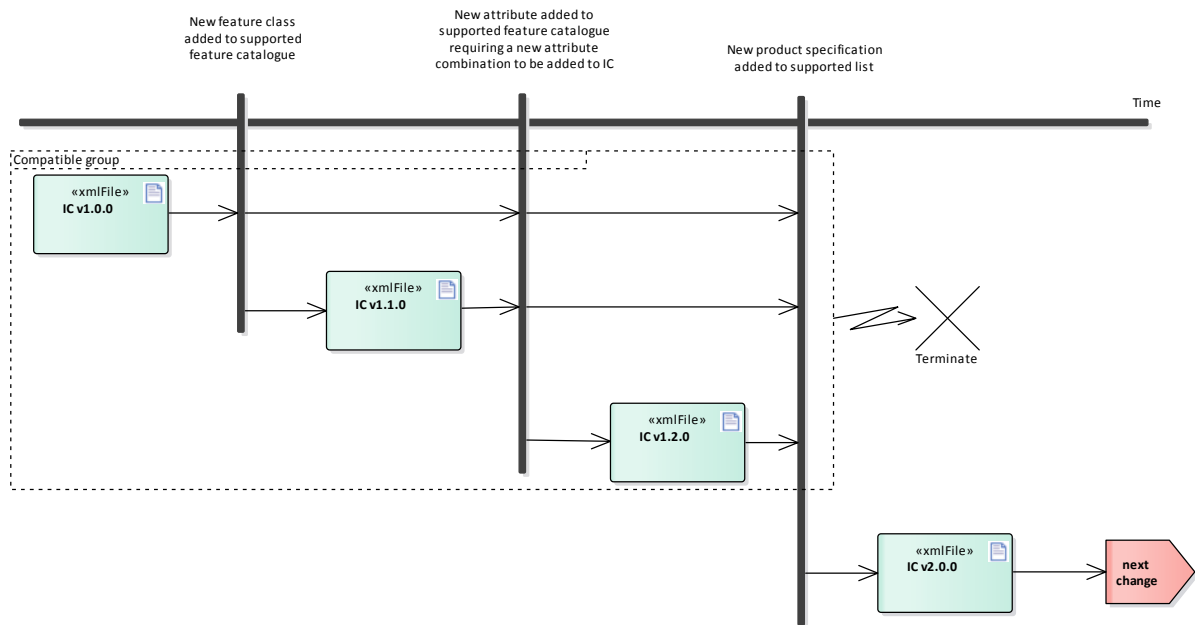 New feature class
added to supported
feature catalogue
New attribute added to
supported feature catalogue
requiring a new attribute
combination to be added to IC
New product specification
added to supported list
Time
Compatible group
«xmlFile»
IC v1.0.0
«xmlFile»
IC v1.1.0
Terminate
«xmlFile»
IC v1.2.0
«xmlFile»
IC v2.0.0
next
change